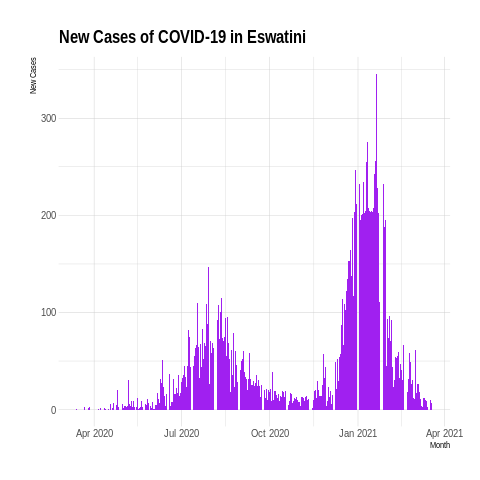 New Cases of COVID-19 in Eswatini
New Cases
300
200
100
0
Apr 2020
Jul 2020
Oct 2020
Jan 2021
Apr 2021
Month